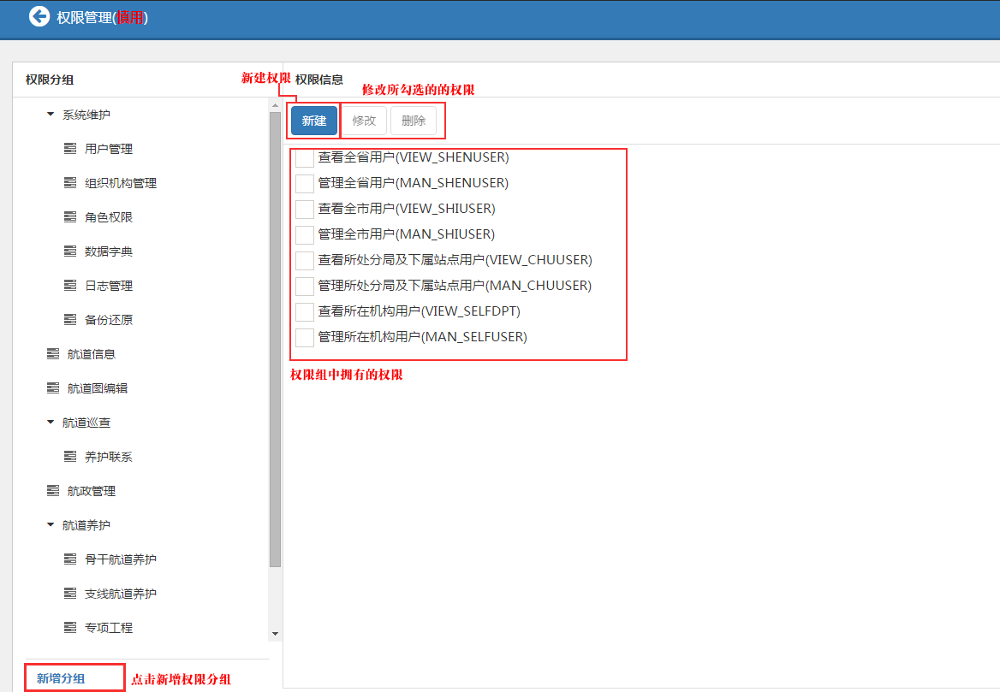 权限管理(慎用)
权限分组
新建权限
权限信息
修改所勾选的的权限
新建
修改
删除
系统维护
用户管理
组织机构管理
角色权限
数据字典
日志管理
备份还原
航道信息
航道图编辑
航道巡查
养护联系
航政管理
航道养护
骨干航道养护
支线航道养护
专项工程
新增分组
点击新增权限分组
查看全省用户(VIEW_SHENUSER)
管理全省用户(MAN_SHENUSER)
查看全市用户(VIEW_SHIUSER)
管理全市用户(MAN_SHIUSER)
查看所处分局及下属站点用户(VIEW_CHUUSER)
管理所处分局及下属站点用户(MAN_CHUUSER)
查看所在机构用户(VIEW_SELFDPT)
管理所在机构用户(MAN_SELFUSER)
权限组中拥有的权限